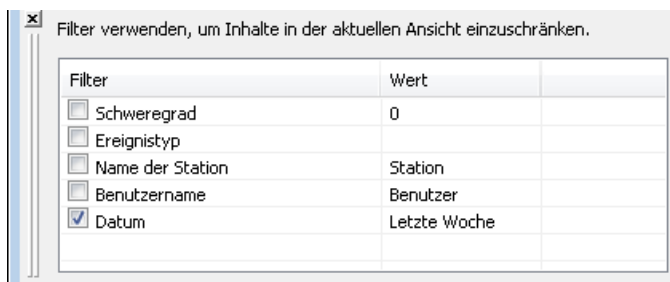 Filter verwenden, um Inhalte in der aktuellen Ansicht einzuschränken.
Filter Wert
Schweregrad 0
Ereignistyp
Name der Station Station
Benutzername Benutzer
Datum Letzte Woche